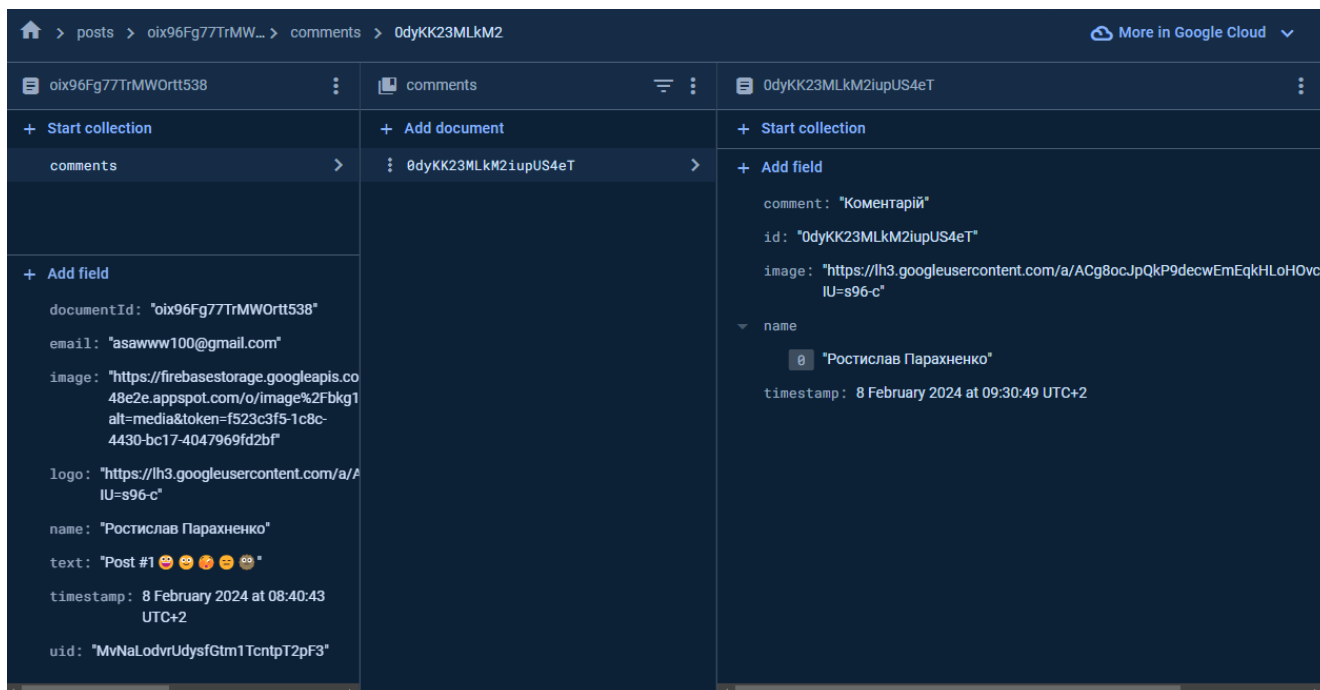 posts > oix96Fg77TrMW… > comments > 0dyKK23MLkM2
More in Google Cloud
oix96Fg77TrMWOrtt538
Start collection
comments
Add field
documentId: "oix96Fg77TrMWOrtt538"
email: "asawww100@gmail.com"
image: "https://firebasestorage.googleapis.co
48e2e.appspot.com/o/image%2Fbkg1
alt=media&token=f523c3f5-1c8c-
4430-bc17-4047969fd2bf"
logo: "https://lh3.googleusercontent.com/a/A
IU=s96-c"
name: "Ростислав Парахненко"
text: "Post #1"
timestamp: 8 February 2024 at 08:40:43
UTC+2
uid: "MvNaLodvrUdysfGtm1TcntpT2pF3"
comments
Add document
0dyKK23MLkM2iupUS4eT
0dyKK23MLkM2iupUS4eT
Start collection
Add field
comment: "Коментарій"
id: "0dyKK23MLkM2iupUS4eT"
image: "https://lh3.googleusercontent.com/a/ACg8ocJpQkP9decwEmEqkHLoHOvc
IU=s96-c"
name
0 "Ростислав Парахненко"
timestamp: 8 February 2024 at 09:30:49 UTC+2